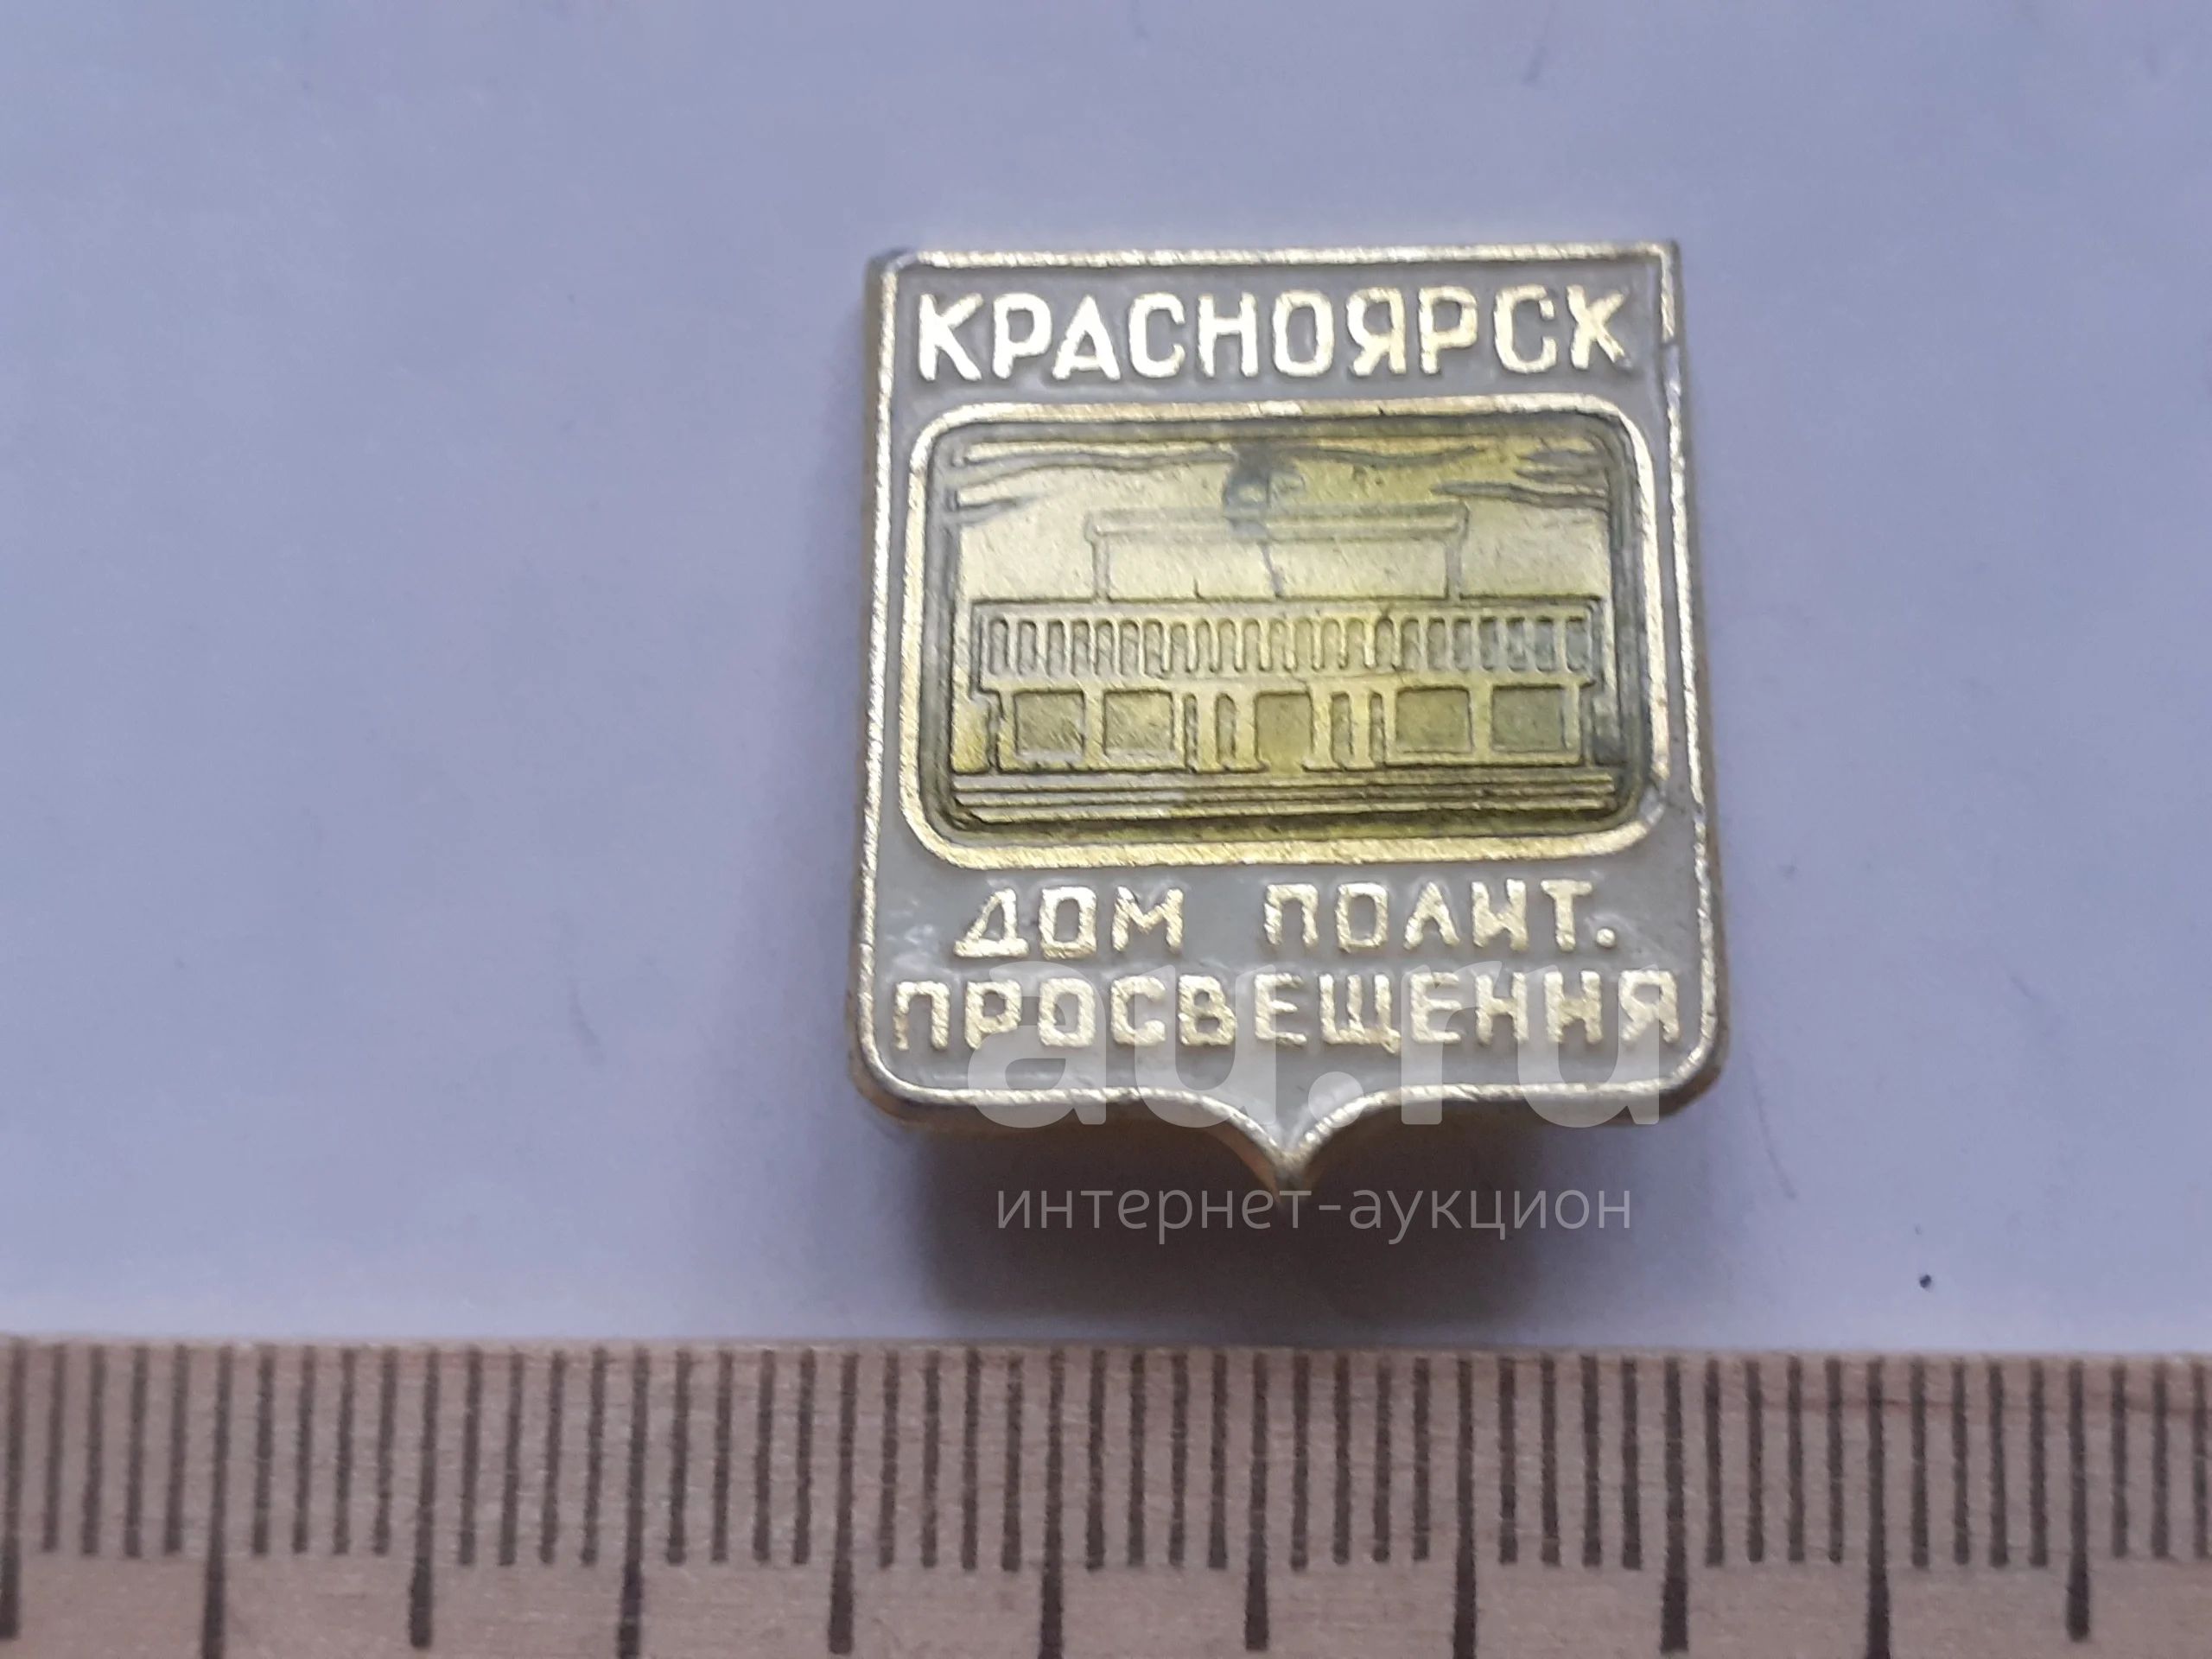 КРАСНОЯРСК
ДОМ ПОЛИТ.
ПРОСВЕЩЕНИЯ
au.ru
интернет-аукцион